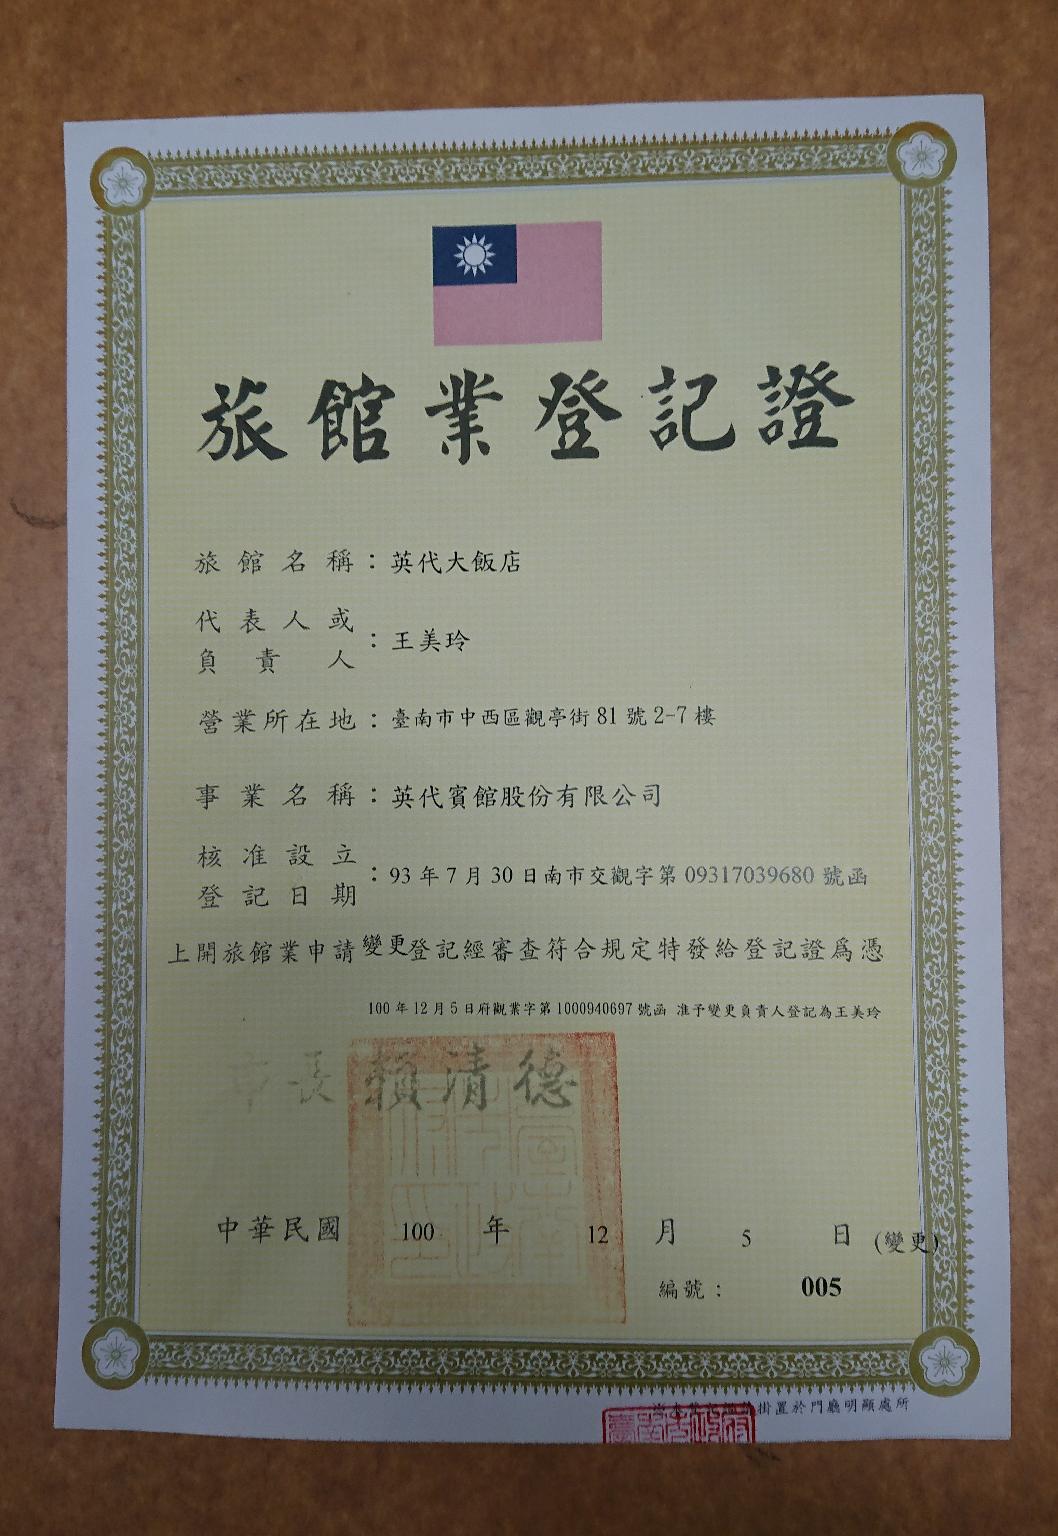 旅館業登記證
旅館名稱：英代大飯店
代表人或
負責人：王美玲
營業所在地：臺南市中西區觀亭街81號2-7樓
事業名稱：英代賓館股份有限公司
核准設立
登記日期：93年7月30日南市交觀字第09317039680號函
上開旅館業申請變更登記經審查符合規定特發給登記證為憑
100年12月5日府觀業字第1000940697號函 准予變更負責人登記為王美玲
市長 賴清德
中華民國 100 年 12 月 5 日 (變更)
編號： 005
掛置於門廳明顯處所